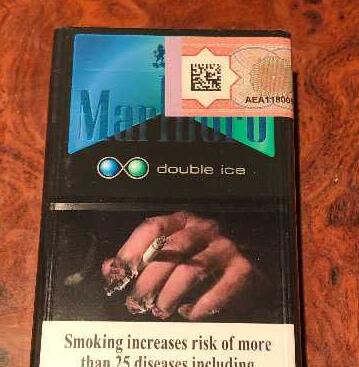 AEA11800
Marlboro
double ice
Smoking increases risk of more
than 25 diseases including